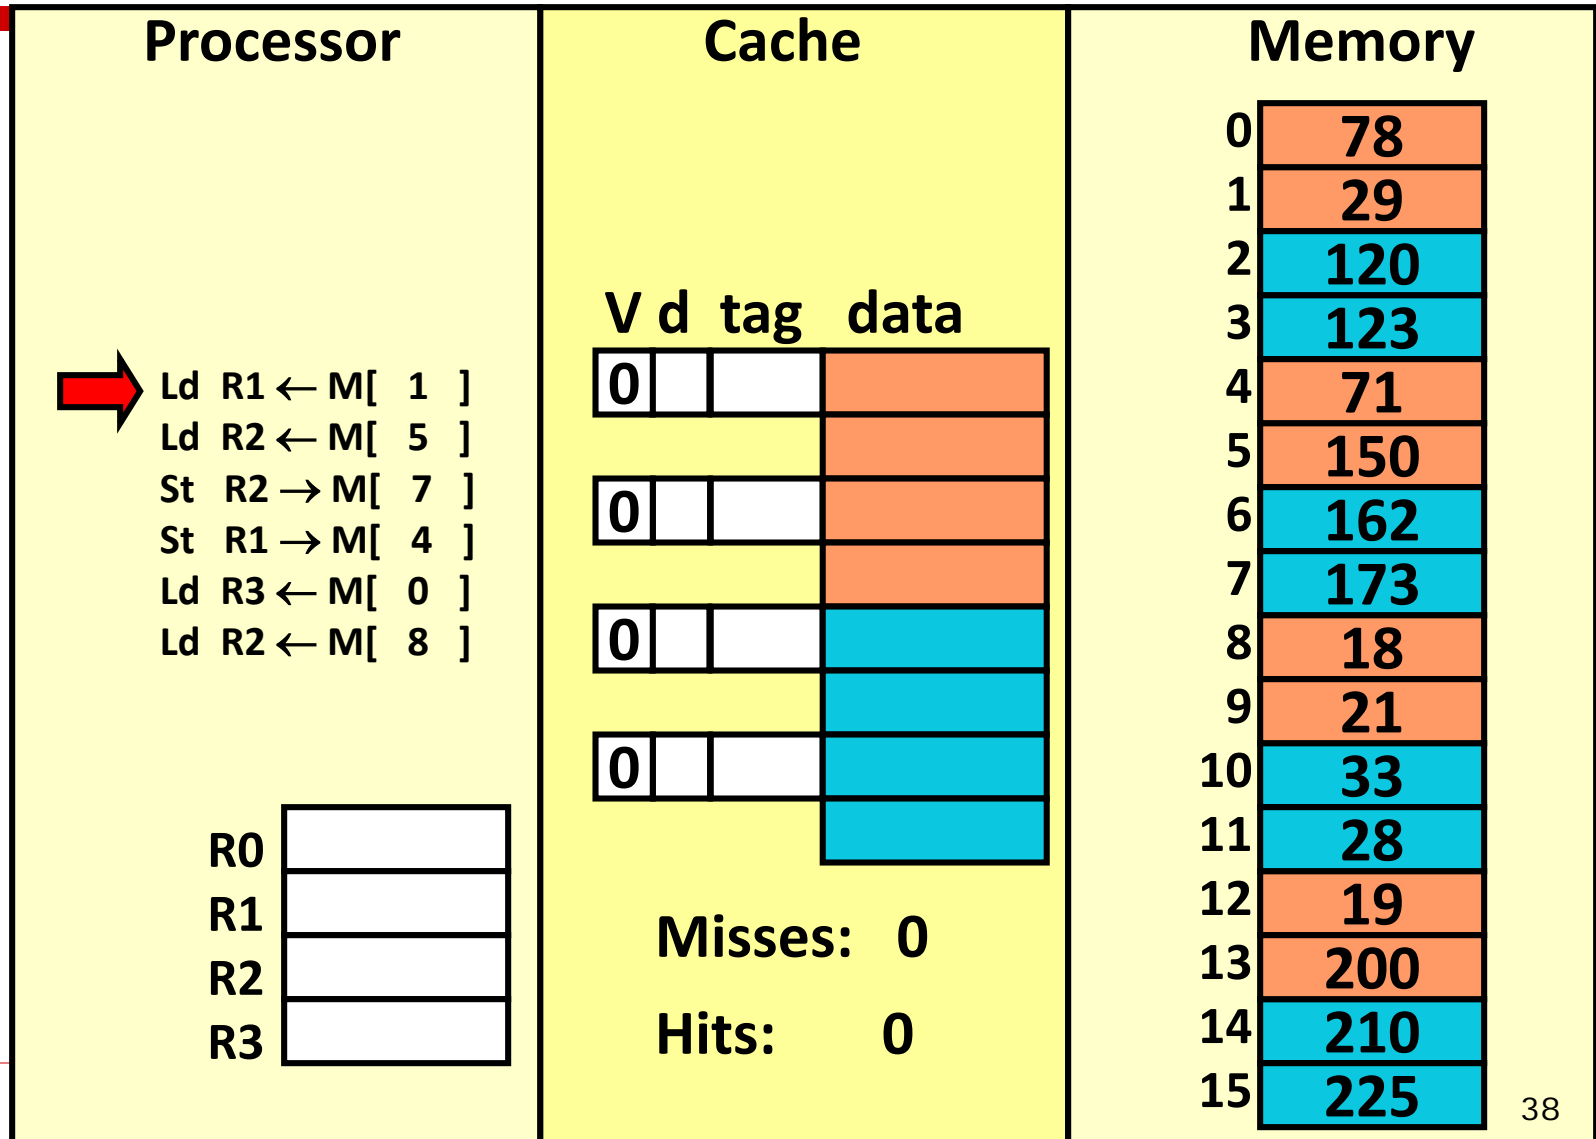 Processor
Ld R1 ← M[ 1 ]
Ld R2 ← M[ 5 ]
St R2 → M[ 7 ]
St R1 → M[ 4 ]
Ld R3 ← M[ 0 ]
Ld R2 ← M[ 8 ]
R0
R1
R2
R3
Cache
V d tag data
0
0
0
0
Misses: 0
Hits: 0
Memory
0 78
1 29
2 120
3 123
4 71
5 150
6 162
7 173
8 18
9 21
10 33
11 28
12 19
13 200
14 210
15 225
38